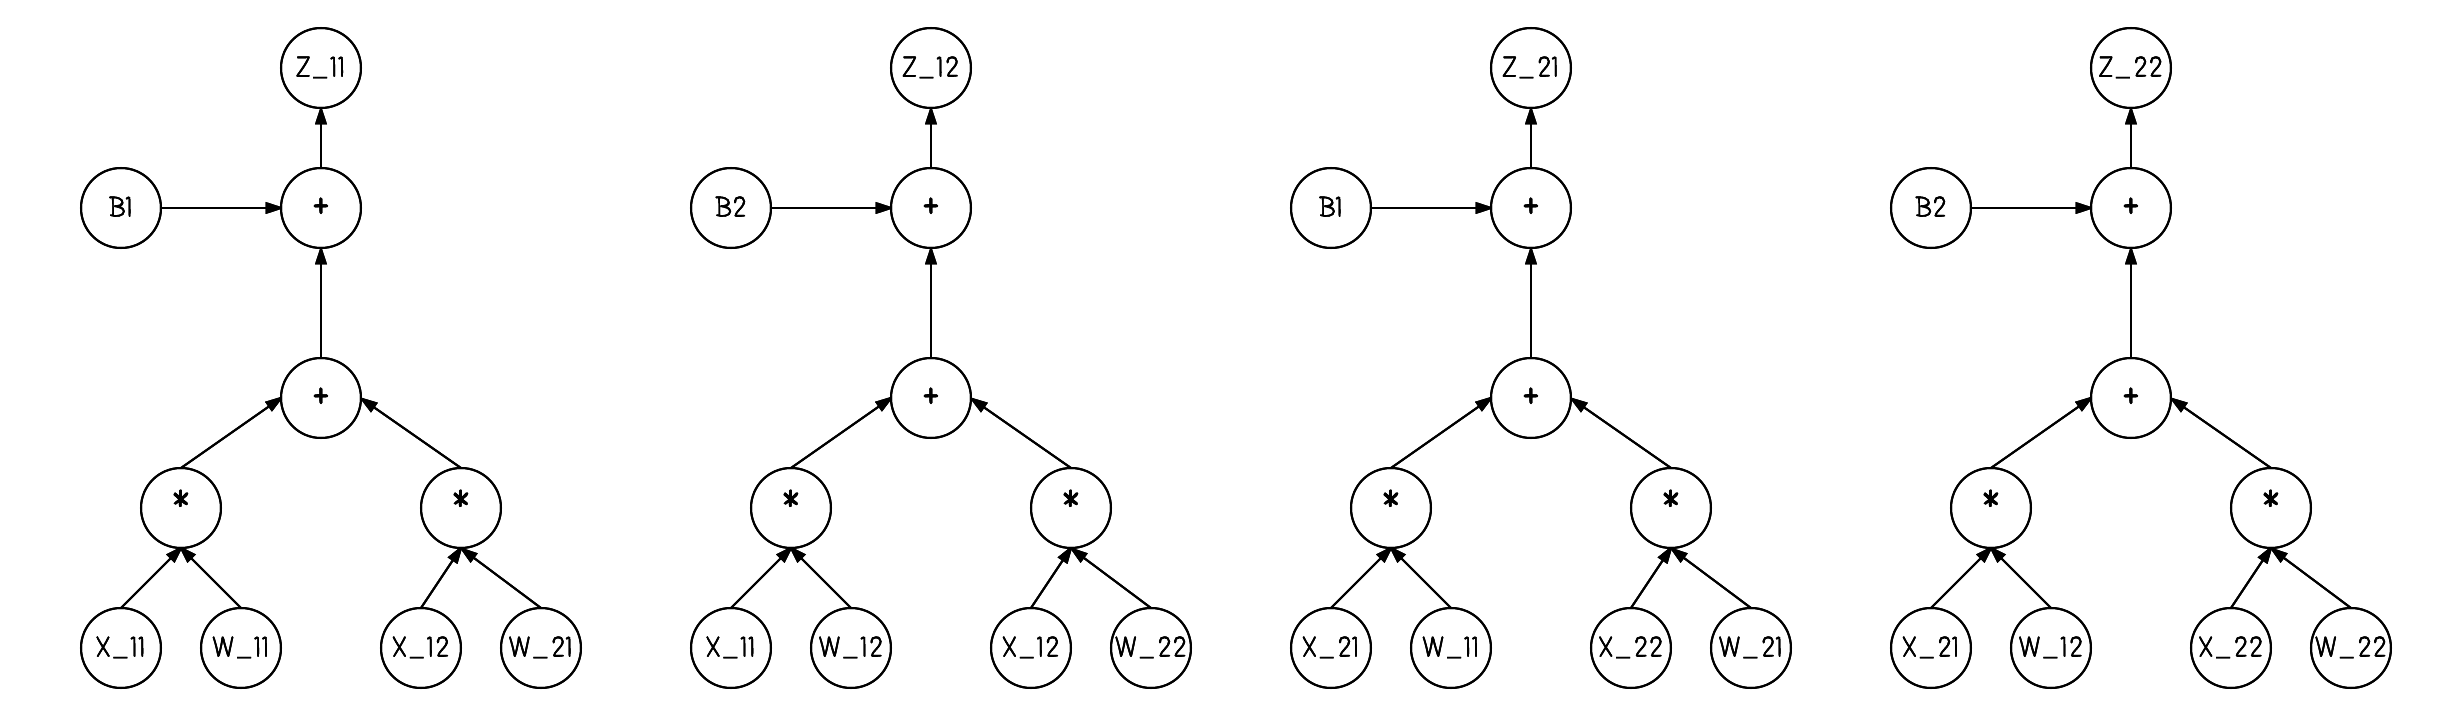 Z_11 Z_12 Z_21 Z_22
B1 + B2 + B1 + B2 +
+ + + +
* * * * * * * *
X_11 W_11 X_12 W_21 X_11 W_12 X_12 W_22 X_21 W_11 X_22 W_21 X_21 W_12 X_22 W_22